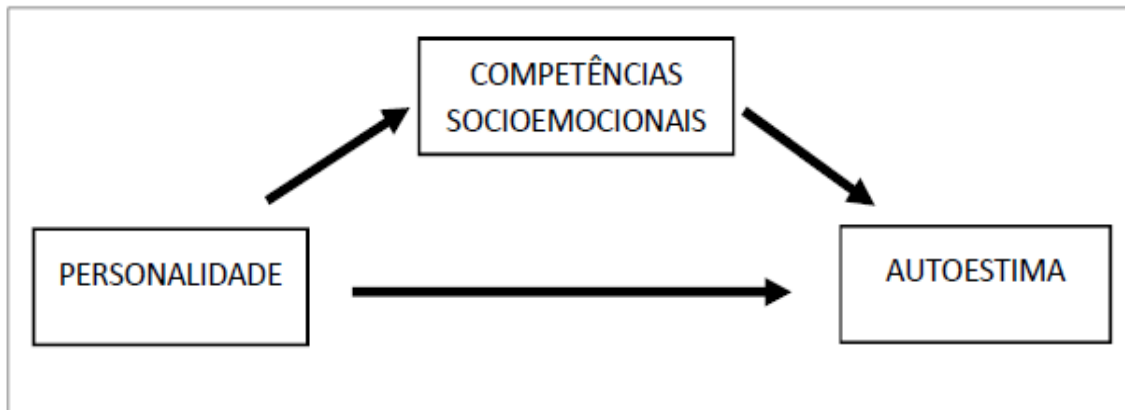 COMPETÊNCIAS
SOCIOEMOCIONAIS
PERSONALIDADE
AUTOESTIMA